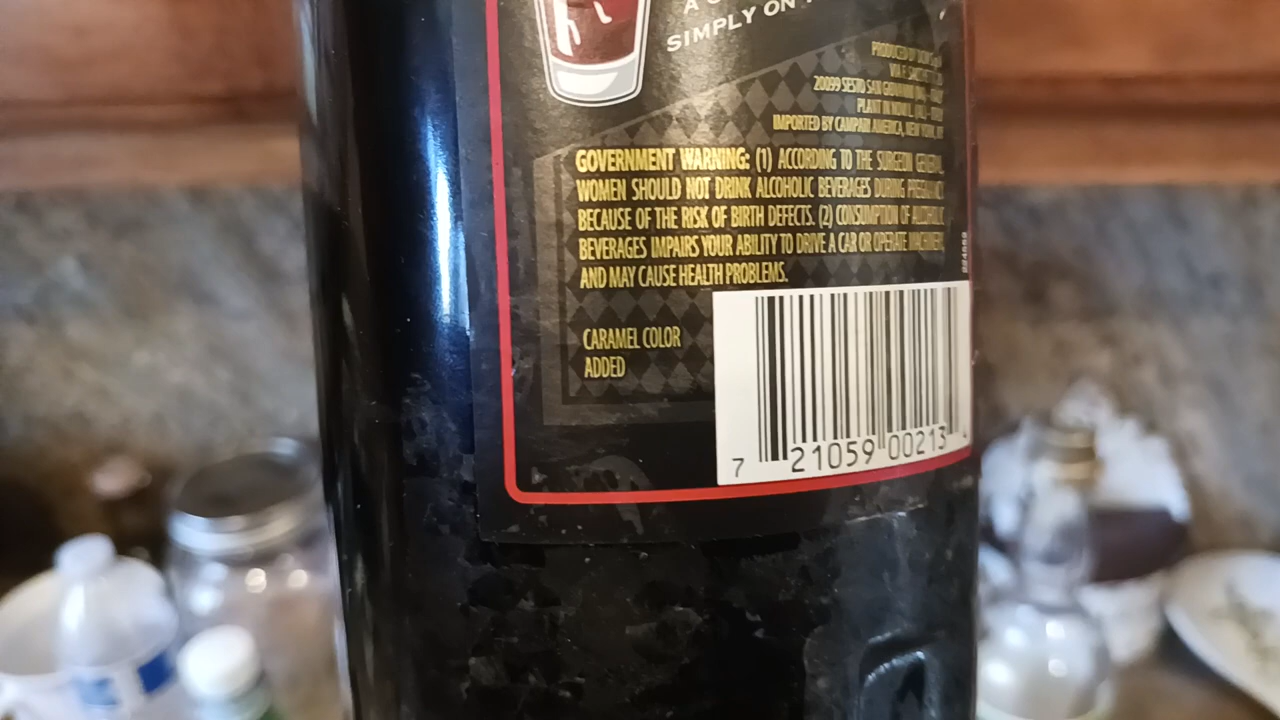 SIMPLY ON
PRODUCED BY
20099 SESTO SAN GIOVANNI
PLANT IN NOVI L.
IMPORTED BY CAMPARI AMERICA, NEW YORK, NY
GOVERNMENT WARNING: (1) ACCORDING TO THE SURGEON GENERAL,
WOMEN SHOULD NOT DRINK ALCOHOLIC BEVERAGES DURING PREGNANCY
BECAUSE OF THE RISK OF BIRTH DEFECTS. (2) CONSUMPTION OF ALCOHOLIC
BEVERAGES IMPAIRS YOUR ABILITY TO DRIVE A CAR OR OPERATE MACHINERY,
AND MAY CAUSE HEALTH PROBLEMS.
CARAMEL COLOR
ADDED
7 21059 00213